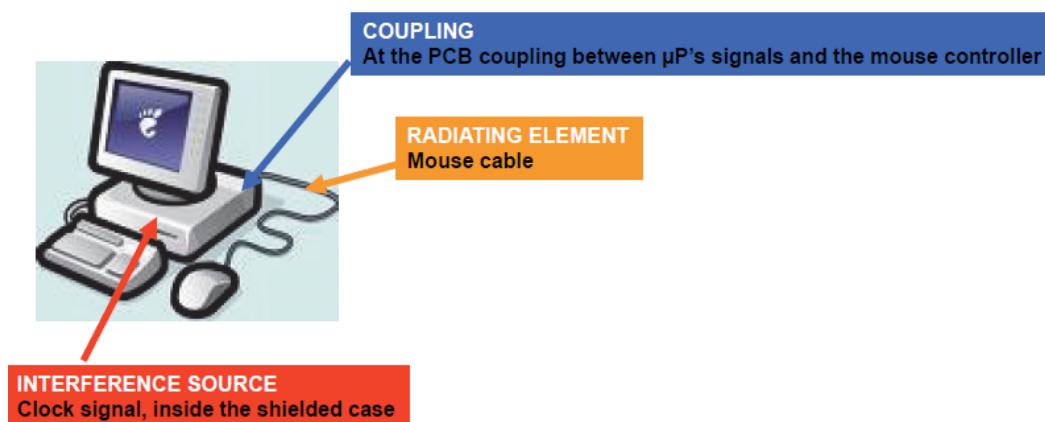 COUPLING
At the PCB coupling between µP's signals and the mouse controller
RADIATING ELEMENT
Mouse cable
INTERFERENCE SOURCE
Clock signal, inside the shielded case